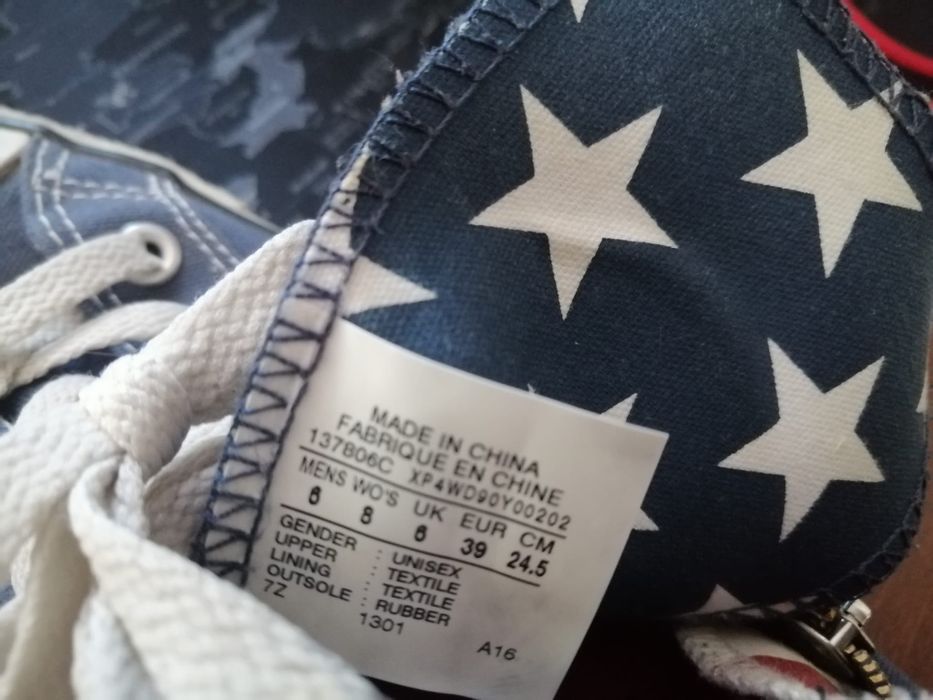 MADE IN CHINA
FABRIQUE EN CHINE
137806C XP4WD90Y00202
MENS WO'S UK EUR CM
6 8 6 39 24.5
GENDER : UNISEX
UPPER : TEXTILE
LINING : TEXTILE
OUTSOLE : RUBBER
7Z 1301 A16